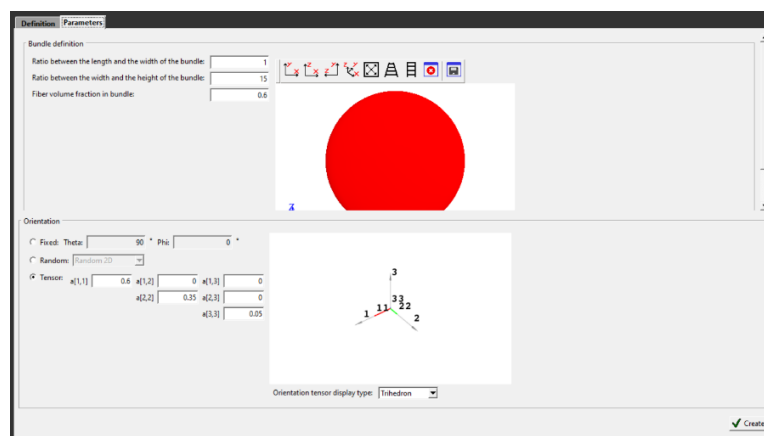 Definition Parameters
Bundle definition
Ratio between the length and the width of the bundle: 1
Ratio between the width and the height of the bundle: 15
Fiber volume fraction in bundle: 0.6
Orientation
Fixed: Theta: 90 ° Phi: 0 °
Random: Random 2D
Tensor: a[1,1] 0.6 a[1,2] 0 a[1,3] 0
a[2,2] 0.35 a[2,3] 0
a[3,3] 0.05
3
33
11 22
1 2
Orientation tensor display type: Trihedron
Create